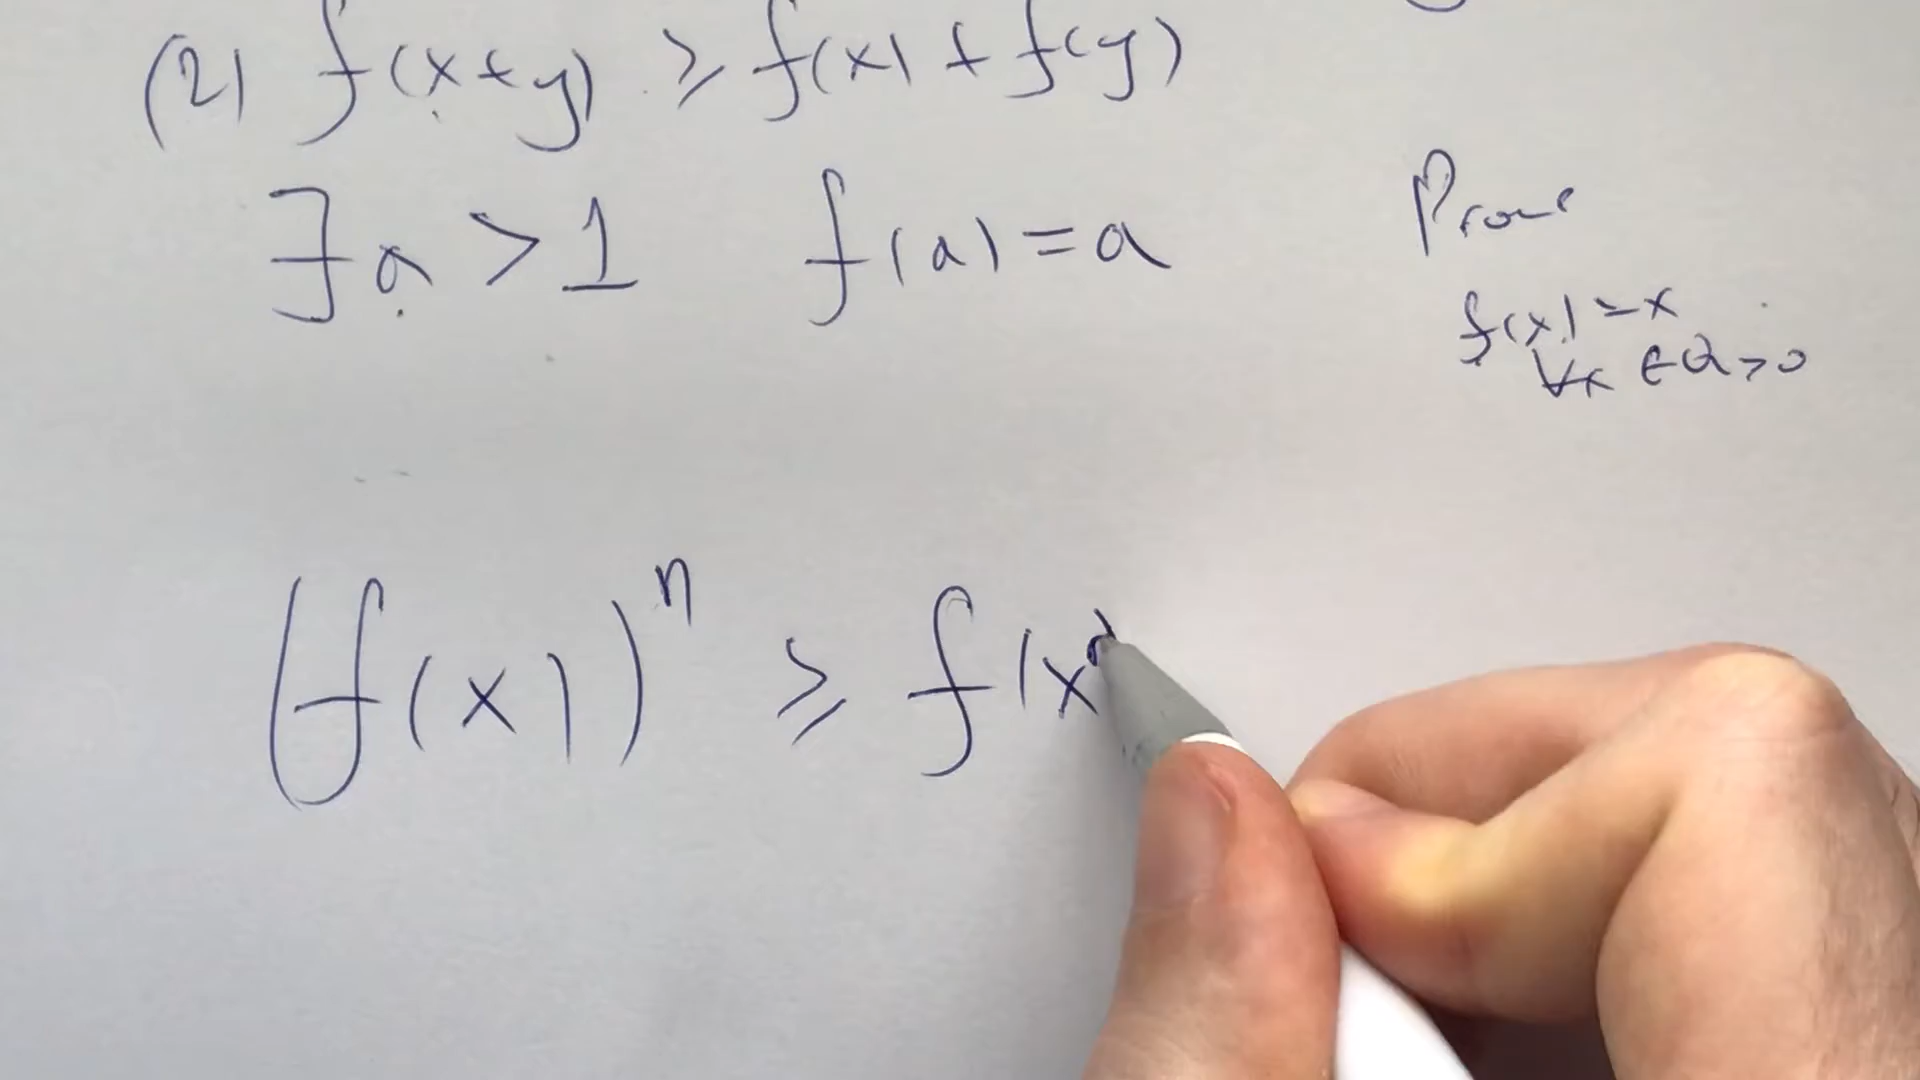 (2) f(x+y) ≥ f(x) + f(y)
∃a > 1 f(a) = a
Prove
f(x) = x
∀x ∈ Q>0
(f(x))^n ≥ f(x